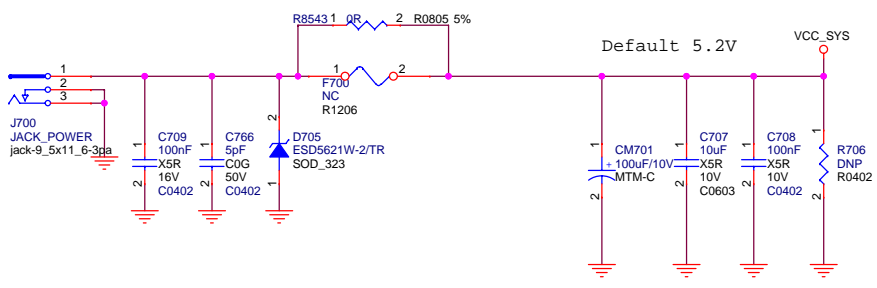 R8543 1 0R 2 R0805 5%
Default 5.2V
VCC_SYS
1
2
3
J700
JACK_POWER
jack-9_5x11_6-3pa
1 2
F700
NC
R1206
1
2
C709
100nF
X5R
16V
C0402
1
2
C766
5pF
C0G
50V
C0402
2
1
D705
ESD5621W-2/TR
SOD_323
1
2
+
CM701
100uF/10V
MTM-C
1
2
C707
10uF
X5R
10V
C0603
1
2
C708
100nF
X5R
10V
C0402
1
2
R706
DNP
R0402